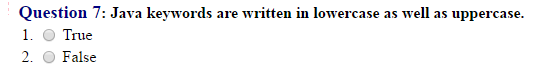 Question 7: Java keywords are written in lowercase as well as uppercase.
1. True
2. False